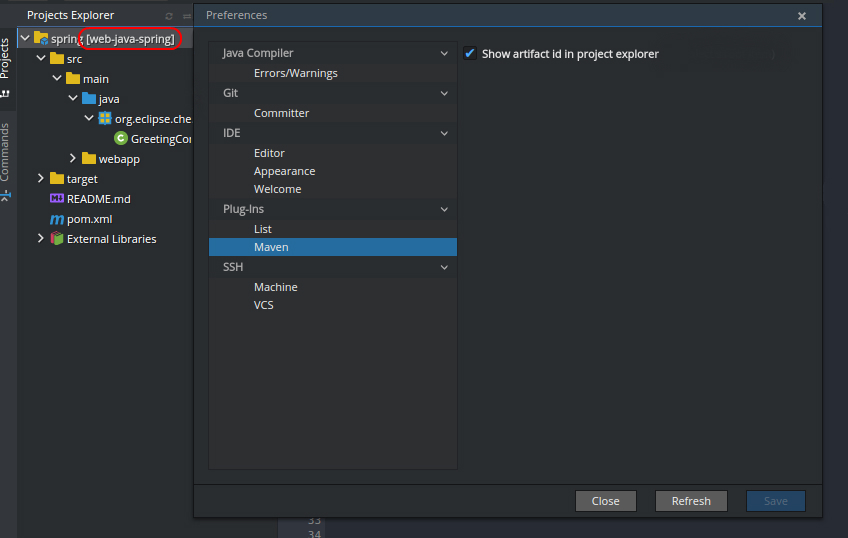 Projects Explorer
Projects
Commands
spring [web-java-spring]
src
main
java
org.eclipse.che
GreetingCo
webapp
target
README.md
pom.xml
External Libraries
Preferences
Java Compiler
Errors/Warnings
Git
Committer
IDE
Editor
Appearance
Welcome
Plug-Ins
List
Maven
SSH
Machine
VCS
Show artifact id in project explorer
Close
Refresh
Save
33
34